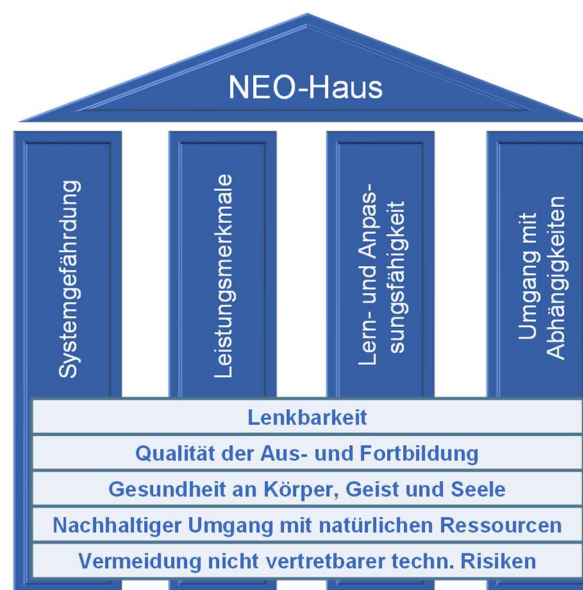 NEO-Haus
Systemgefährdung
Leistungsmerkmale
Lern- und Anpas-
sungsfähigkeit
Umgang mit
Abhängigkeiten
Lenkbarkeit
Qualität der Aus- und Fortbildung
Gesundheit an Körper, Geist und Seele
Nachhaltiger Umgang mit natürlichen Ressourcen
Vermeidung nicht vertretbarer techn. Risiken